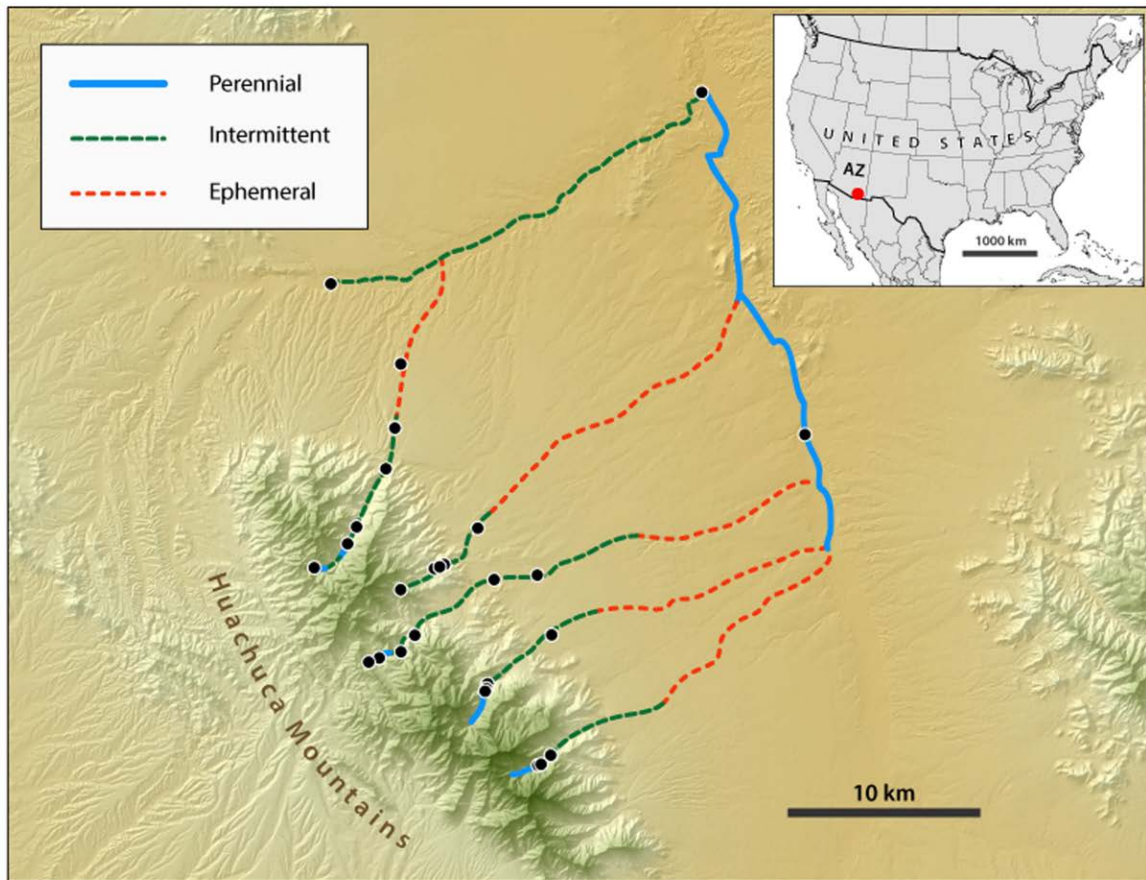 Perennial
Intermittent
Ephemeral
UNITED STATES
AZ
1000 km
Huachuca Mountains
10 km